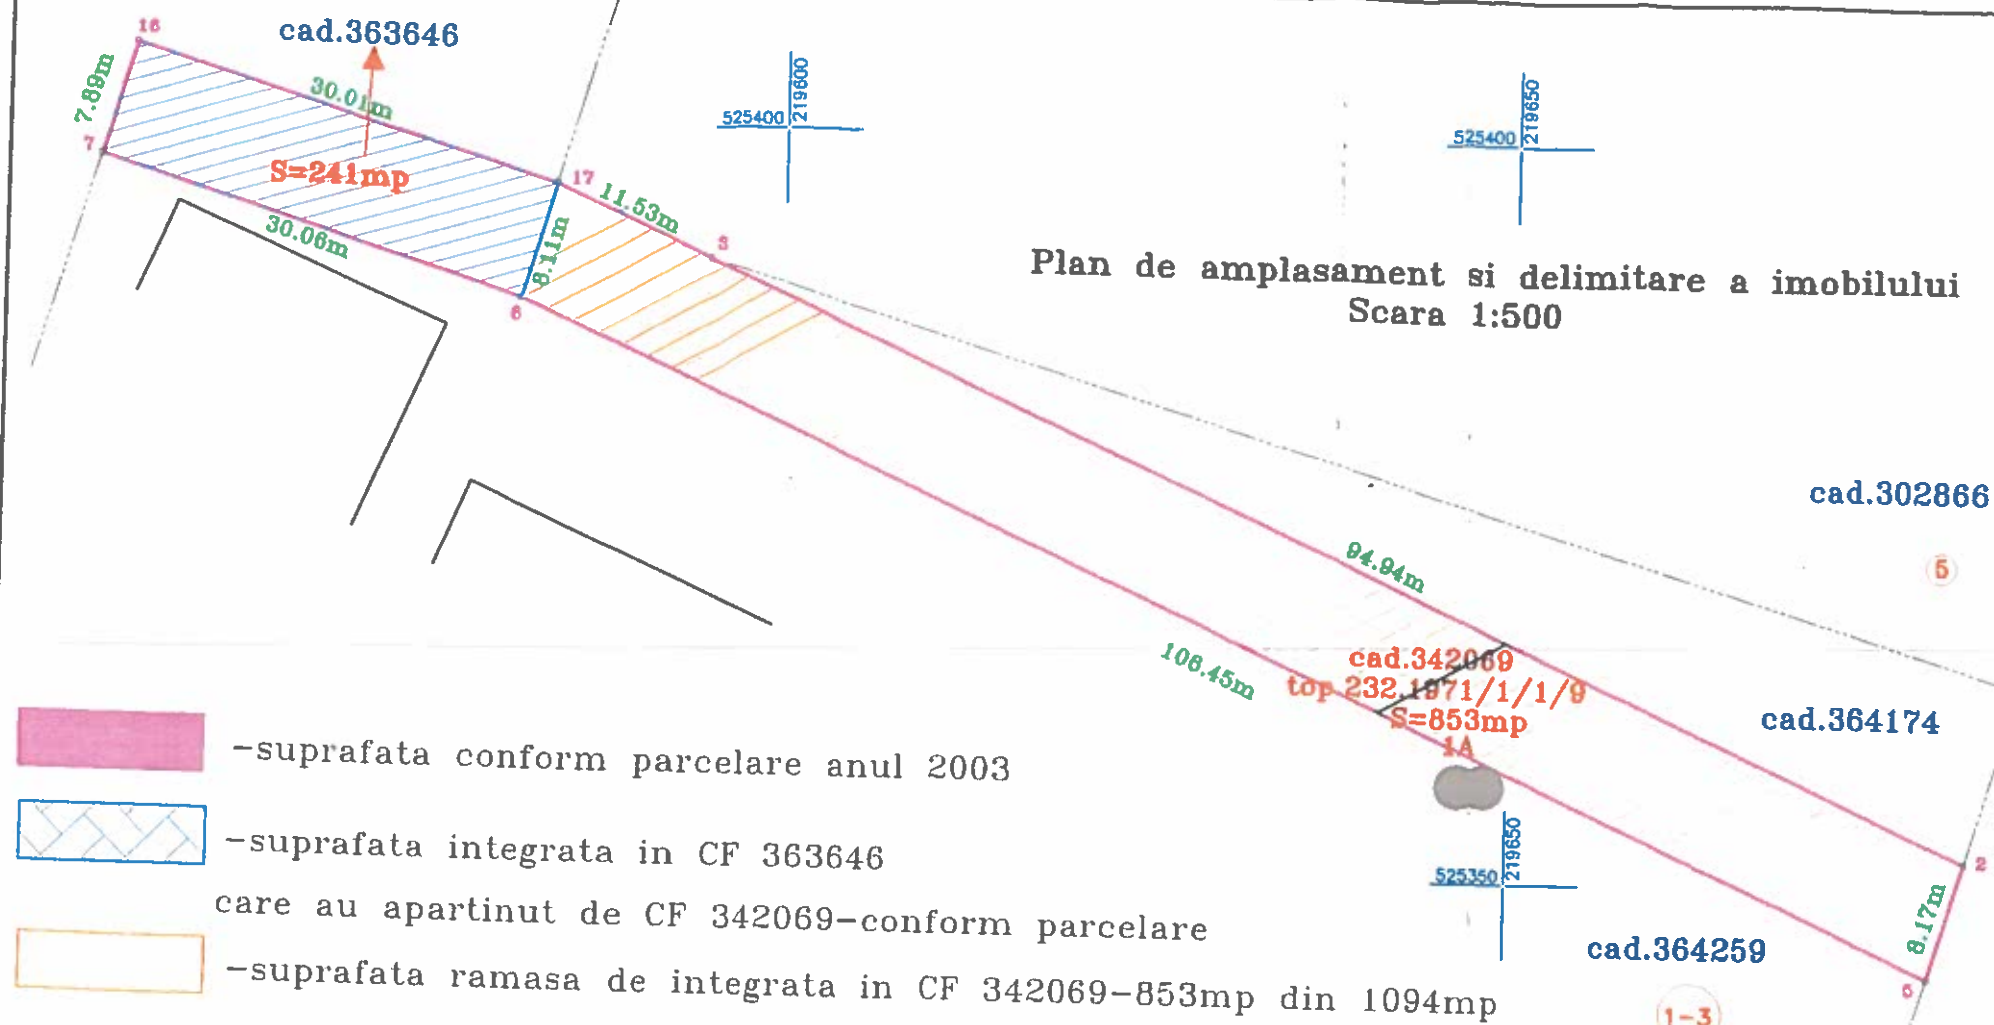 16
cad.363646
7.89m
30.01m
7
S=241mp
17
11.53m
3
30.06m
8.11m
6
525400
219600
525400
219650
Plan de amplasament si delimitare a imobilului
Scara 1:500
cad.302866
5
94.94m
106.45m
cad.342069
top.232.1971/1/1/9
S=853mp
1A
cad.364174
2
8.17m
5
525350
219650
cad.364259
1-3
-suprafata conform parcelare anul 2003
-suprafata integrata in CF 363646
care au apartinut de CF 342069-conform parcelare
-suprafata ramasa de integrata in CF 342069-853mp din 1094mp